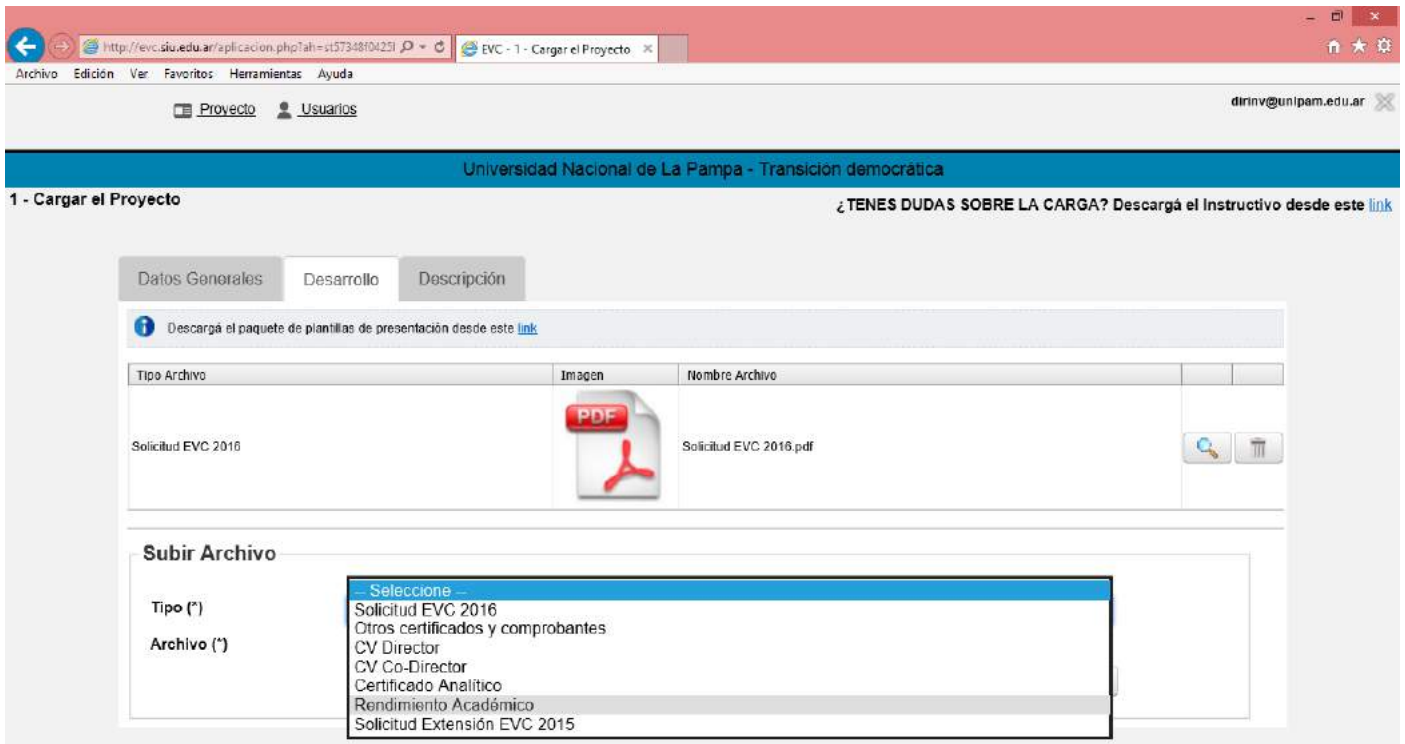 http://evc.siu.edu.ar/aplicacion.php?ah=st57348f0425f
EVC - 1 - Cargar el Proyecto
Archivo Edición Ver Favoritos Herramientas Ayuda
Proyecto Usuarios
dirinv@unlpam.edu.ar
Universidad Nacional de La Pampa - Transición democrática
1 - Cargar el Proyecto
¿TENES DUDAS SOBRE LA CARGA? Descargá el Instructivo desde este link
Datos Generales Desarrollo Descripción
Descargá el paquete de plantillas de presentación desde este link
Tipo Archivo Imagen Nombre Archivo
PDF
Solicitud EVC 2016 Solicitud EVC 2016.pdf
Subir Archivo
-- Seleccione --
Tipo (*) Solicitud EVC 2016
Otros certificados y comprobantes
Archivo (*) CV Director
CV Co-Director
Certificado Analítico
Rendimiento Académico
Solicitud Extensión EVC 2015